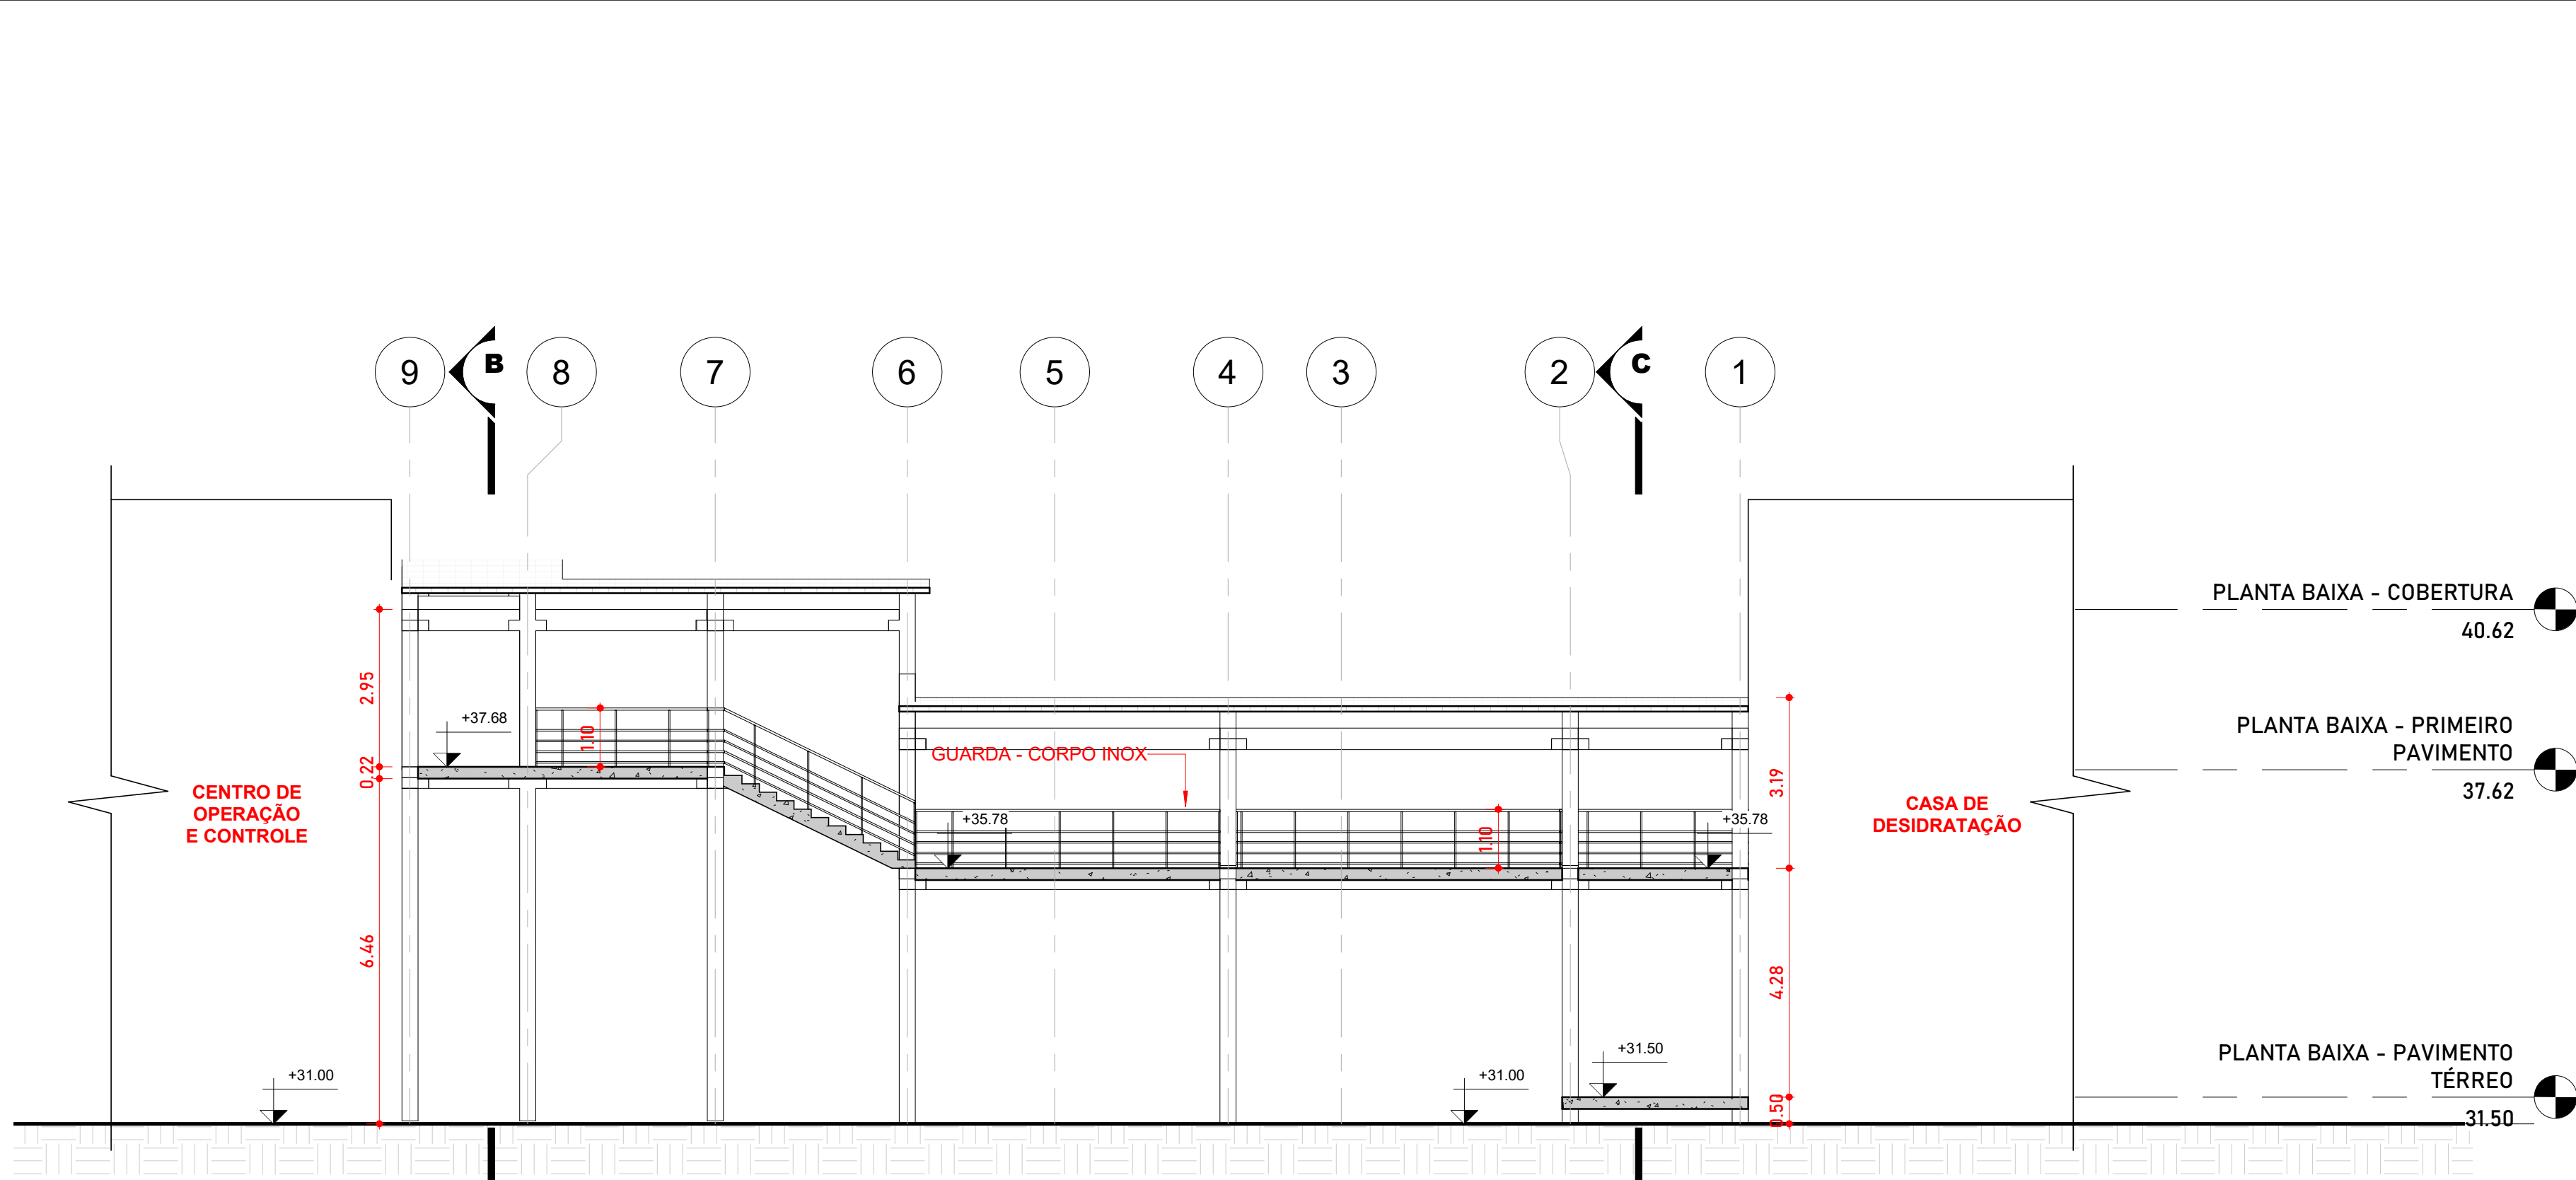 9
B
8
7
6
5
4
3
2
C
1
PLANTA BAIXA - COBERTURA
40.62
2.95
+37.68
1.10
0.22
GUARDA - CORPO INOX
PLANTA BAIXA - PRIMEIRO
PAVIMENTO
37.62
3.19
CENTRO DE
OPERAÇÃO
E CONTROLE
+35.78
1.10
+35.78
CASA DE
DESIDRATAÇÃO
6.46
4.28
+31.00
+31.00
+31.50
0.50
PLANTA BAIXA - PAVIMENTO
TÉRREO
31.50